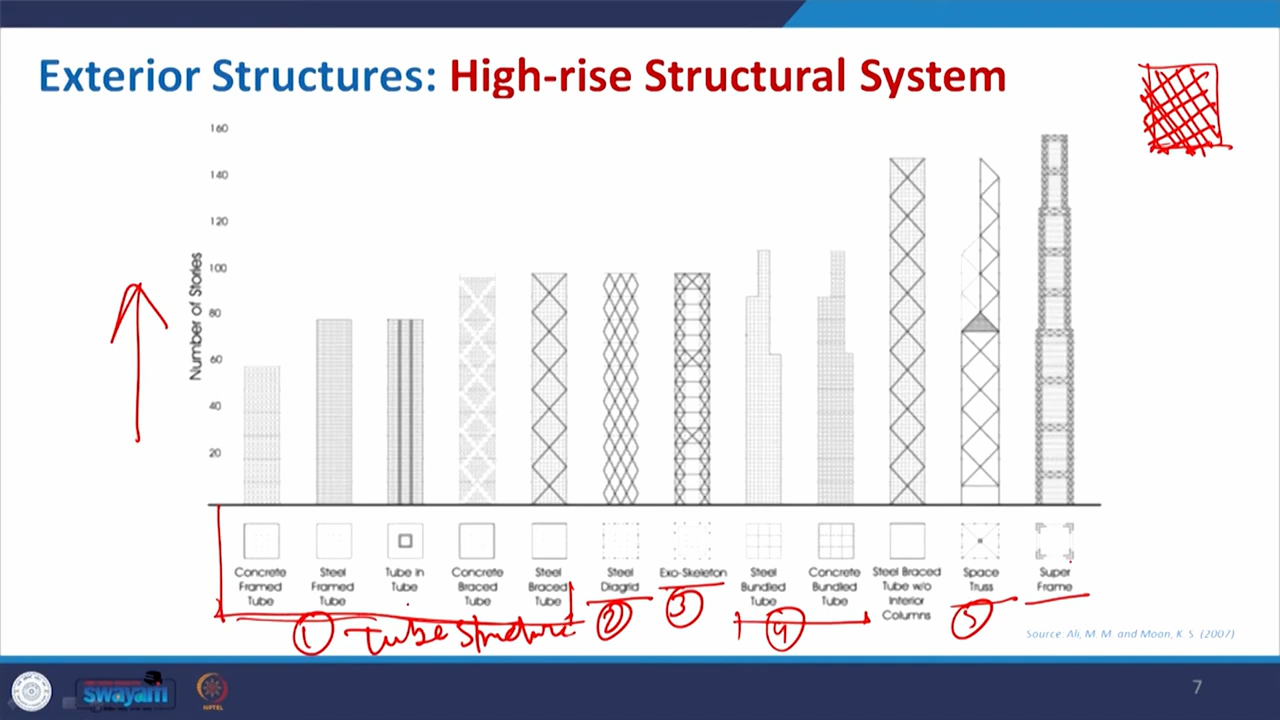 Exterior Structures: High-rise Structural System
160
140
120
100
80
60
40
20
Number of Stories
Concrete Framed Tube
Steel Framed Tube
Tube in Tube
Concrete Braced Tube
Steel Braced Tube
Steel Diagrid
Exo-Skeleton
Steel Bundled Tube
Concrete Bundled Tube
Steel Braced Tube w/o Interior Columns
Space Truss
Super Frame
1 Tube structure
2
3
4
5
Source: Ali, M. M. and Moon, K. S. (2007)
swayam
NPTEL
7